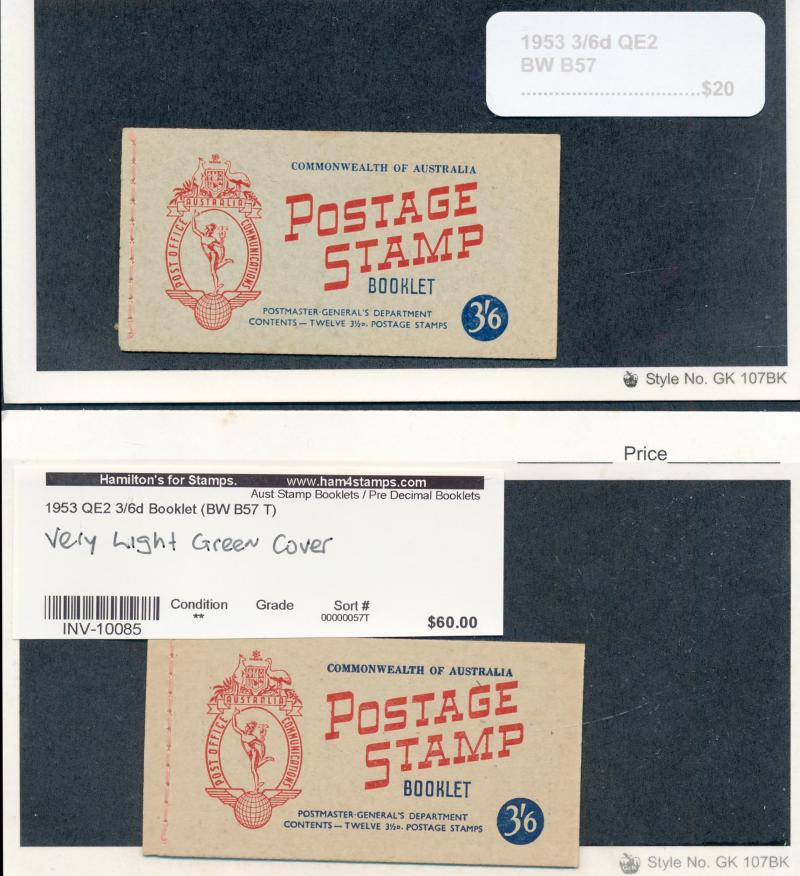 1953 3/6d QE2
BW B57
................................$20
COMMONWEALTH OF AUSTRALIA
AUSTRALIA
POST OFFICE
COMMUNICATIONS
POSTAGE
STAMP
BOOKLET
POSTMASTER-GENERAL'S DEPARTMENT
CONTENTS — TWELVE 3½D. POSTAGE STAMPS
3/6
Style No. GK 107BK
Price
Hamilton's for Stamps. www.ham4stamps.com
Aust Stamp Booklets / Pre Decimal Booklets
1953 QE2 3/6d Booklet (BW B57 T)
Very Light Green Cover
Condition Grade Sort #
** 00000057T
INV-10085 $60.00
COMMONWEALTH OF AUSTRALIA
AUSTRALIA
POST OFFICE
COMMUNICATIONS
POSTAGE
STAMP
BOOKLET
POSTMASTER-GENERAL'S DEPARTMENT
CONTENTS — TWELVE 3½D. POSTAGE STAMPS
3/6
Style No. GK 107BK